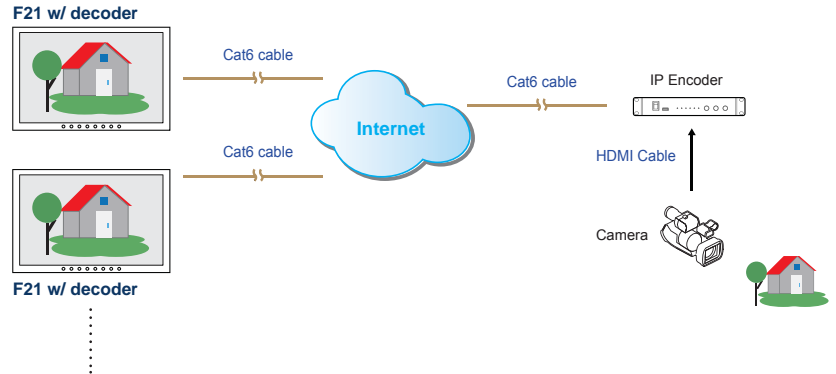 F21 w/ decoder
Cat6 cable
Cat6 cable
IP Encoder
Internet
HDMI Cable
Cat6 cable
Camera
F21 w/ decoder